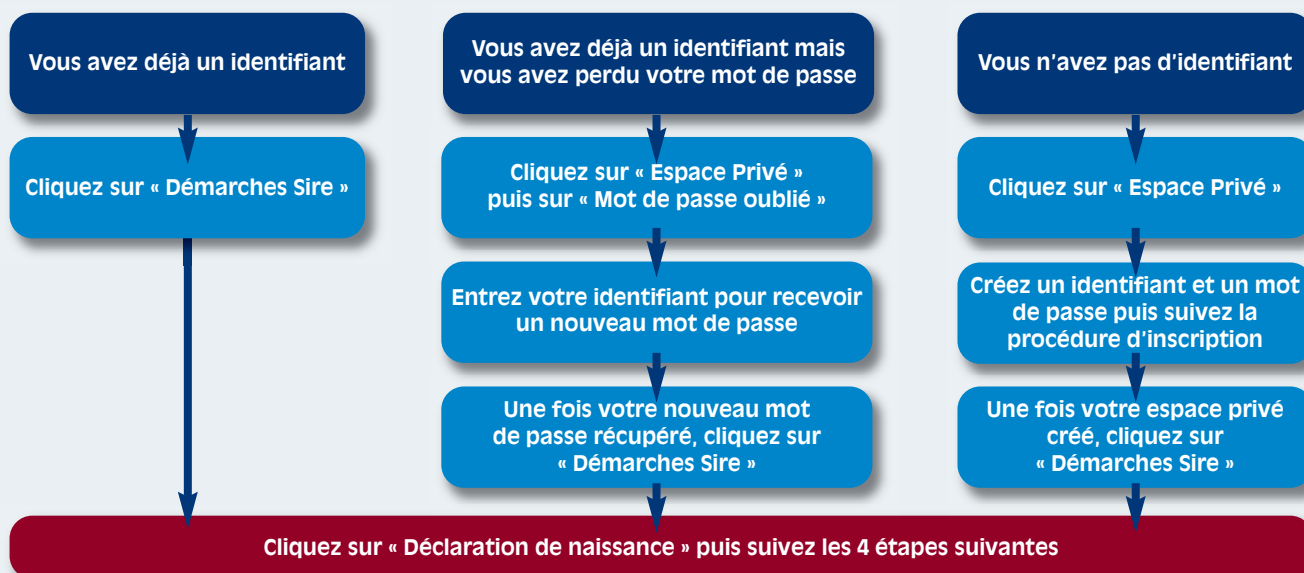 Vous avez déjà un identifiant
Cliquez sur « Démarches Sire »
Vous avez déjà un identifiant mais
vous avez perdu votre mot de passe
Cliquez sur « Espace Privé »
puis sur « Mot de passe oublié »
Entrez votre identifiant pour recevoir
un nouveau mot de passe
Une fois votre nouveau mot
de passe récupéré, cliquez sur
« Démarches Sire »
Vous n'avez pas d'identifiant
Cliquez sur « Espace Privé »
Créez un identifiant et un mot
de passe puis suivez la
procédure d'inscription
Une fois votre espace privé
créé, cliquez sur
« Démarches Sire »
Cliquez sur « Déclaration de naissance » puis suivez les 4 étapes suivantes